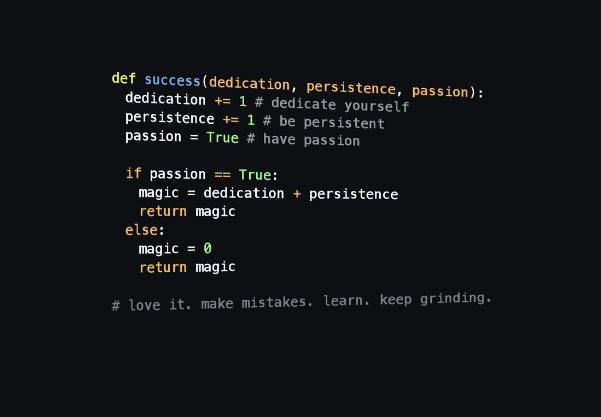 def success(dedication, persistence, passion):
dedication += 1 # dedicate yourself
persistence += 1 # be persistent
passion = True # have passion
if passion == True:
magic = dedication + persistence
return magic
else:
magic = 0
return magic
# love it. make mistakes. learn. keep grinding.